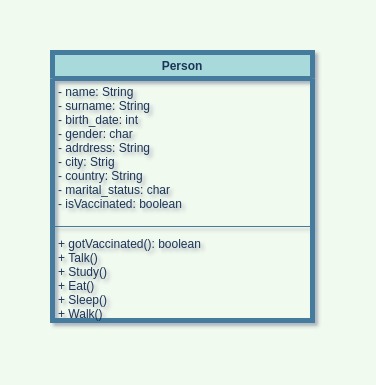 Person
- name: String
- surname: String
- birth_date: int
- gender: char
- adrdress: String
- city: Strig
- country: String
- marital_status: char
- isVaccinated: boolean
+ gotVaccinated(): boolean
+ Talk()
+ Study()
+ Eat()
+ Sleep()
+ Walk()